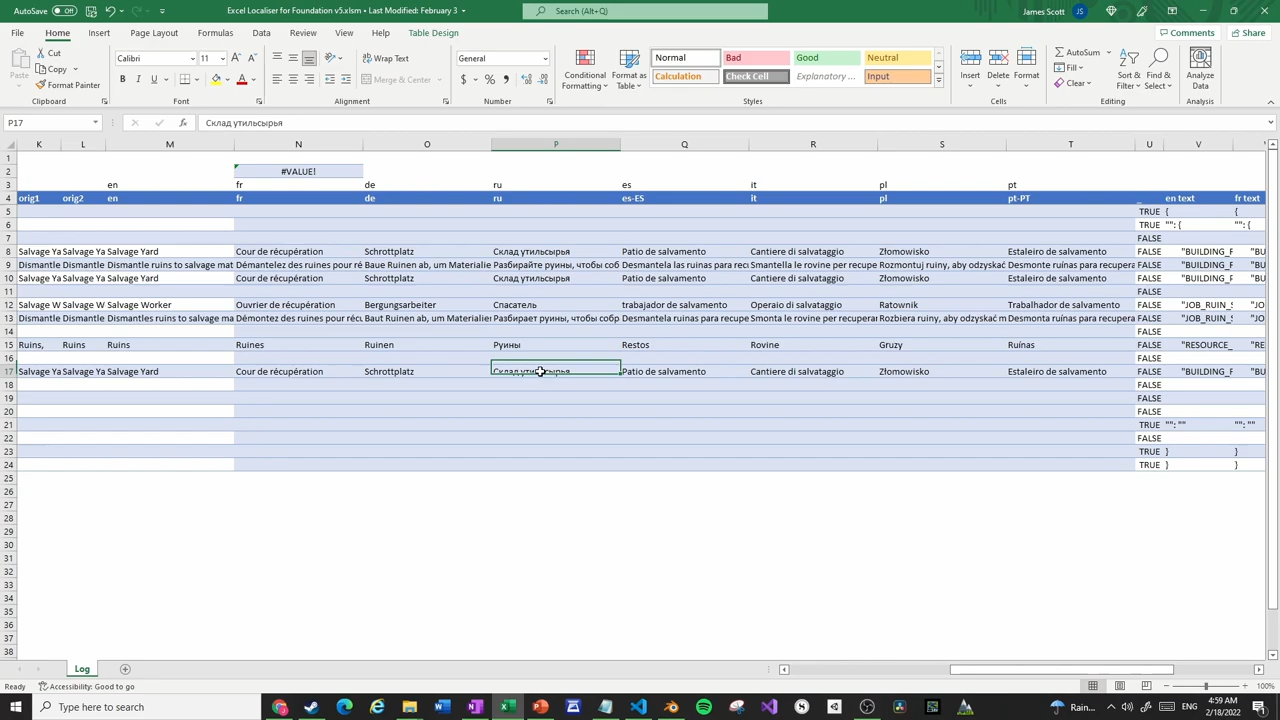 AutoSave Off Excel Localiser for Foundation v5.xlsm • Last Modified: February 3 Search (Alt+Q) James Scott JS
File Home Insert Page Layout Formulas Data Review View Help Table Design Comments Share
Paste Cut Copy Format Painter Calibri 11 Wrap Text Merge & Center General Conditional Formatting Format as Table Normal Bad Good Neutral Calculation Check Cell Explanatory ... Input Insert Delete Format AutoSum Fill Clear Sort & Filter Find & Select Analyze Data
Clipboard Font Alignment Number Styles Cells Editing Analysis
P17 Склад утильсырья
K L M N O P Q R S T U V
1
2 #VALUE!
3 en fr de ru es it pl pt
4 orig1 orig2 en fr de ru es-ES it pl pt-PT _ en text fr text
5 TRUE { {
6 TRUE "": { "": {
7 FALSE
8 Salvage Ya Salvage Ya Salvage Yard Cour de récupération Schrottplatz Склад утильсырья Patio de salvamento Cantiere di salvataggio Złomowisko Estaleiro de salvamento FALSE "BUILDING_F "BU
9 Dismantle Dismantle Dismantle ruins to salvage mat Démantelez des ruines pour ré Baue Ruinen ab, um Materialie Разбирайте руины, чтобы соб Desmantela las ruinas para rec Smantella le rovine per recupe Rozmontuj ruiny, aby odzyskać Desmonte ruínas para recupera FALSE "BUILDING_F "BU
10 Salvage Ya Salvage Ya Salvage Yard Cour de récupération Schrottplatz Склад утильсырья Patio de salvamento Cantiere di salvataggio Złomowisko Estaleiro de salvamento FALSE "BUILDING_F "BU
11 FALSE
12 Salvage W Salvage W Salvage Worker Ouvrier de récupération Bergungsarbeiter Спасатель trabajador de salvamento Operaio di salvataggio Ratownik Trabalhador de salvamento FALSE "JOB_RUIN_S "JO
13 Dismantle Dismantle Dismantles ruins to salvage mat Démontez des ruines pour récu Baut Ruinen ab, um Materialien Разбирает руины, чтобы собр Desmantela ruinas para recupe Smonta le rovine per recuperar Rozbiera ruiny, aby odzyskać m Desmonta ruínas para recupera FALSE "JOB_RUIN_S "JO
14 FALSE
15 Ruins, Ruins Ruins Ruines Ruinen Руины Restos Rovine Gruzy Ruínas FALSE "RESOURCE_ "RE
16 FALSE
17 Salvage Ya Salvage Ya Salvage Yard Cour de récupération Schrottplatz Склад утильсырья Patio de salvamento Cantiere di salvataggio Złomowisko Estaleiro de salvamento FALSE "BUILDING_F "BU
18 FALSE
19 FALSE
20 FALSE
21 TRUE "": "" "": ""
22 FALSE
23 TRUE } }
24 TRUE } }
25
26
27
28
29
30
31
32
33
34
35
36
37
38
Log
Ready Accessibility: Good to go 100%
Type here to search Rain... 4:59 AM
2/18/2022